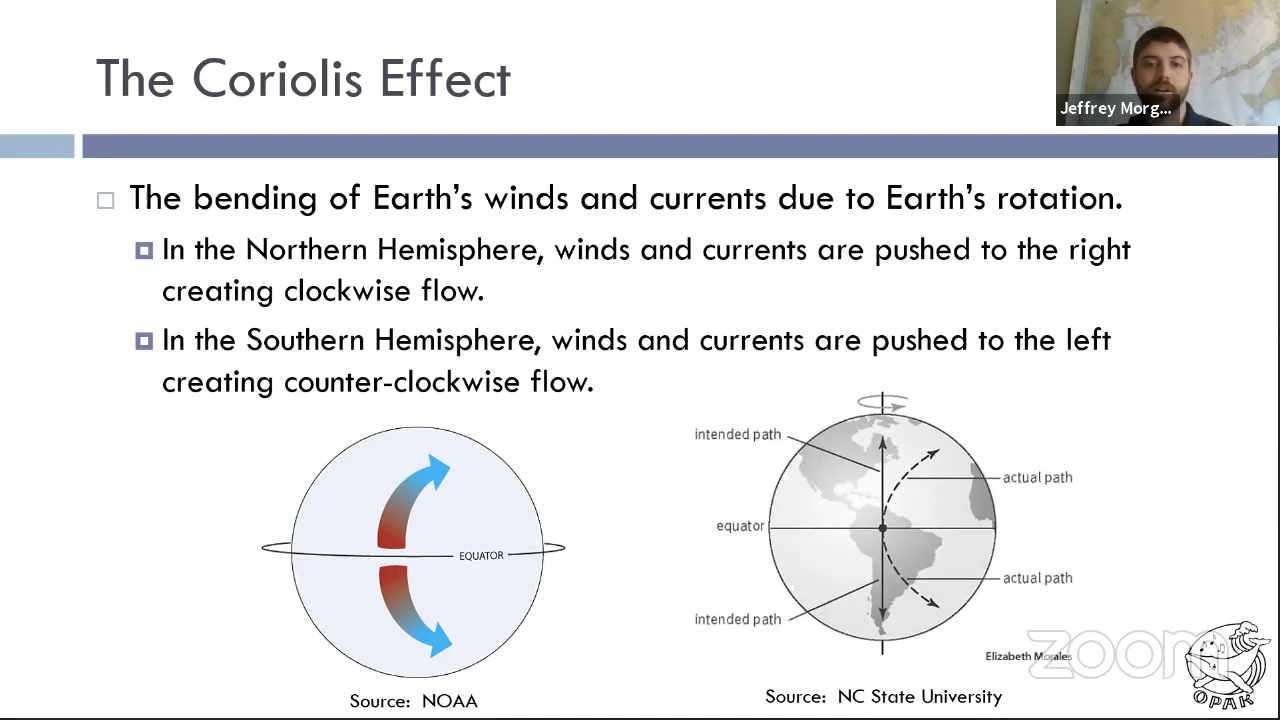 The Coriolis Effect
Jeffrey Morg...
The bending of Earth's winds and currents due to Earth's rotation.
In the Northern Hemisphere, winds and currents are pushed to the right
creating clockwise flow.
In the Southern Hemisphere, winds and currents are pushed to the left
creating counter-clockwise flow.
EQUATOR
Source: NOAA
intended path
actual path
equator
actual path
intended path
Elizabeth Morales
Source: NC State University
zoom
OPAK